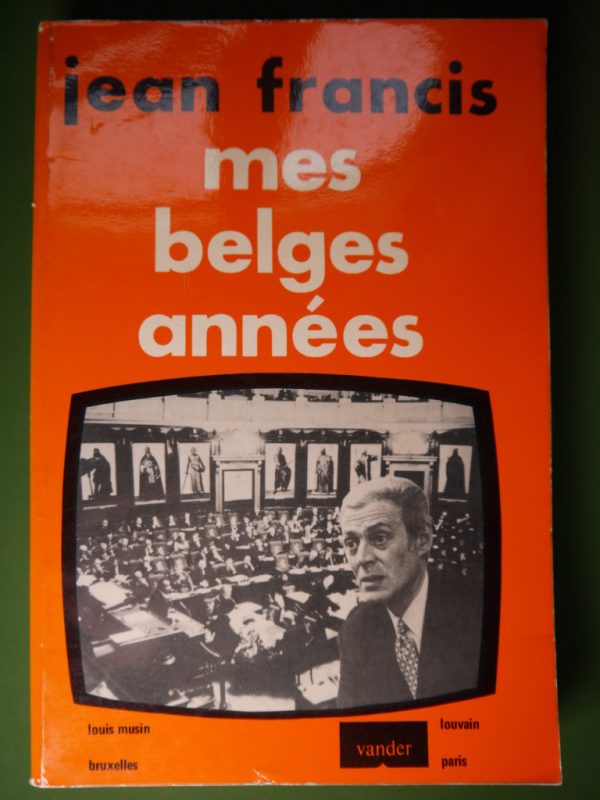 jean francis
mes
belges
années
louis musin
bruxelles
vander
louvain
paris